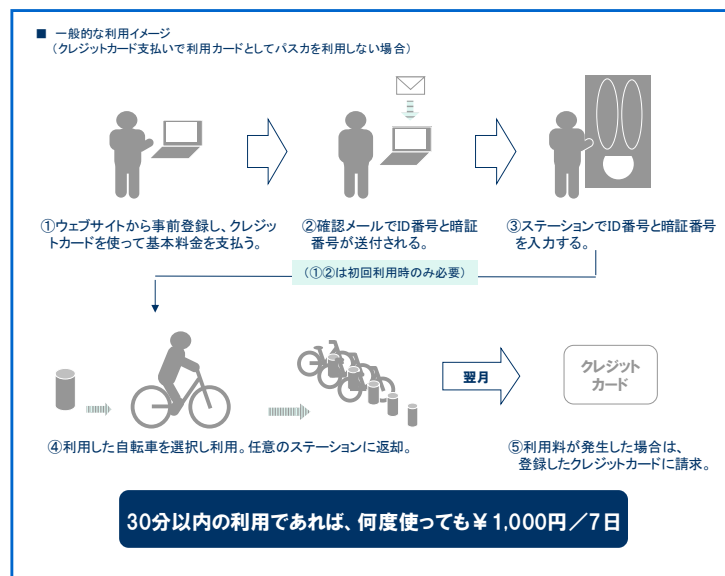 ■ 一般的な利用イメージ
（クレジットカード支払いで利用カードとしてパスカを利用しない場合）
①ウェブサイトから事前登録し、クレジッ
トカードを使って基本料金を支払う。
②確認メールでID番号と暗証
番号が送付される。
③ステーションでID番号と暗証番号
を入力する。
（①②は初回利用時のみ必要）
翌月
クレジット
カード
④利用した自転車を選択し利用。任意のステーションに返却。
⑤利用料が発生した場合は、
登録したクレジットカードに請求。
30分以内の利用であれば、何度使っても￥1,000円／7日